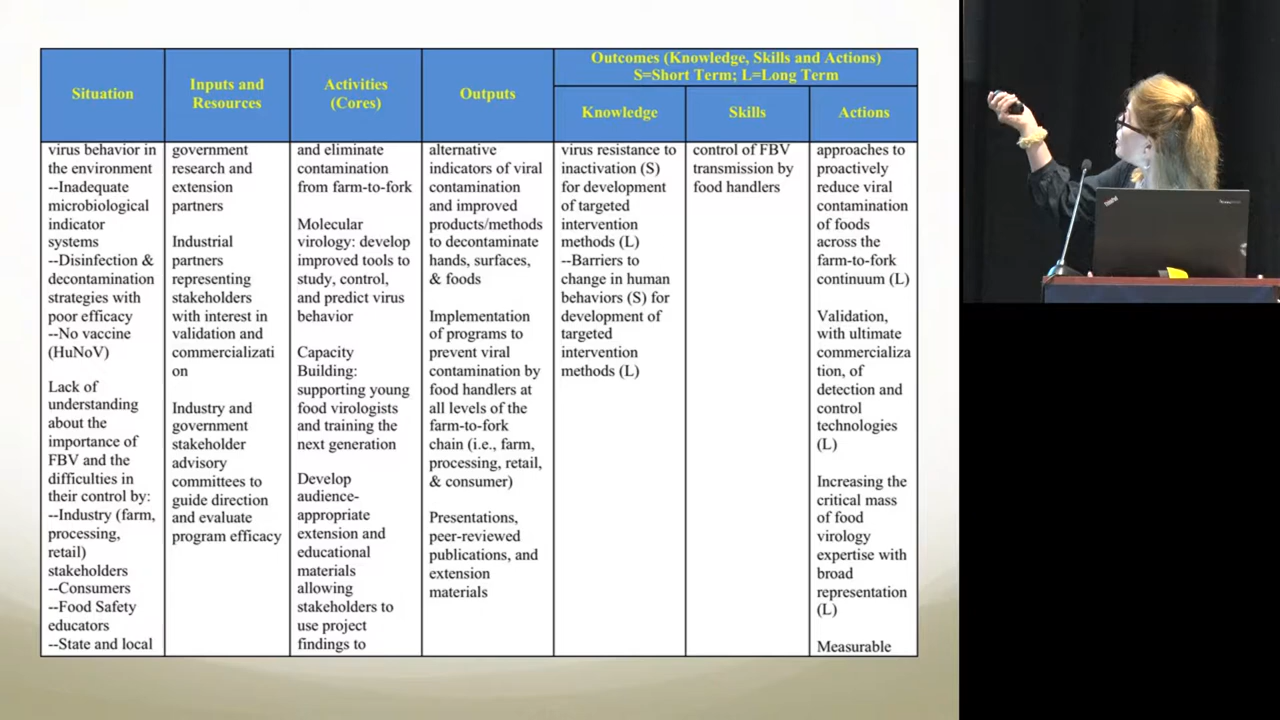 Situation
Inputs and
Resources
Activities
(Cores)
Outputs
Outcomes (Knowledge, Skills and Actions)
S=Short Term; L=Long Term
Knowledge
Skills
Actions
virus behavior in
the environment
--Inadequate
microbiological
indicator
systems
--Disinfection &
decontamination
strategies with
poor efficacy
--No vaccine
(HuNoV)
Lack of
understanding
about the
importance of
FBV and the
difficulties in
their control by:
--Industry (farm,
processing,
retail)
stakeholders
--Consumers
--Food Safety
educators
--State and local
government
research and
extension
partners
Industrial
partners
representing
stakeholders
with interest in
validation and
commercializati
on
Industry and
government
stakeholder
advisory
committees to
guide direction
and evaluate
program efficacy
and eliminate
contamination
from farm-to-fork
Molecular
virology: develop
improved tools to
study, control,
and predict virus
behavior
Capacity
Building:
supporting young
food virologists
and training the
next generation
Develop
audience-
appropriate
extension and
educational
materials
allowing
stakeholders to
use project
findings to
alternative
indicators of viral
contamination
and improved
products/methods
to decontaminate
hands, surfaces,
& foods
Implementation
of programs to
prevent viral
contamination by
food handlers at
all levels of the
farm-to-fork
chain (i.e., farm,
processing, retail,
& consumer)
Presentations,
peer-reviewed
publications, and
extension
materials
virus resistance to
inactivation (S)
for development
of targeted
intervention
methods (L)
--Barriers to
change in human
behaviors (S) for
development of
targeted
intervention
methods (L)
control of FBV
transmission by
food handlers
approaches to
proactively
reduce viral
contamination
of foods
across the
farm-to-fork
continuum (L)
Validation,
with ultimate
commercializa
tion, of
detection and
control
technologies
(L)
Increasing the
critical mass
of food
virology
expertise with
broad
representation
(L)
Measurable